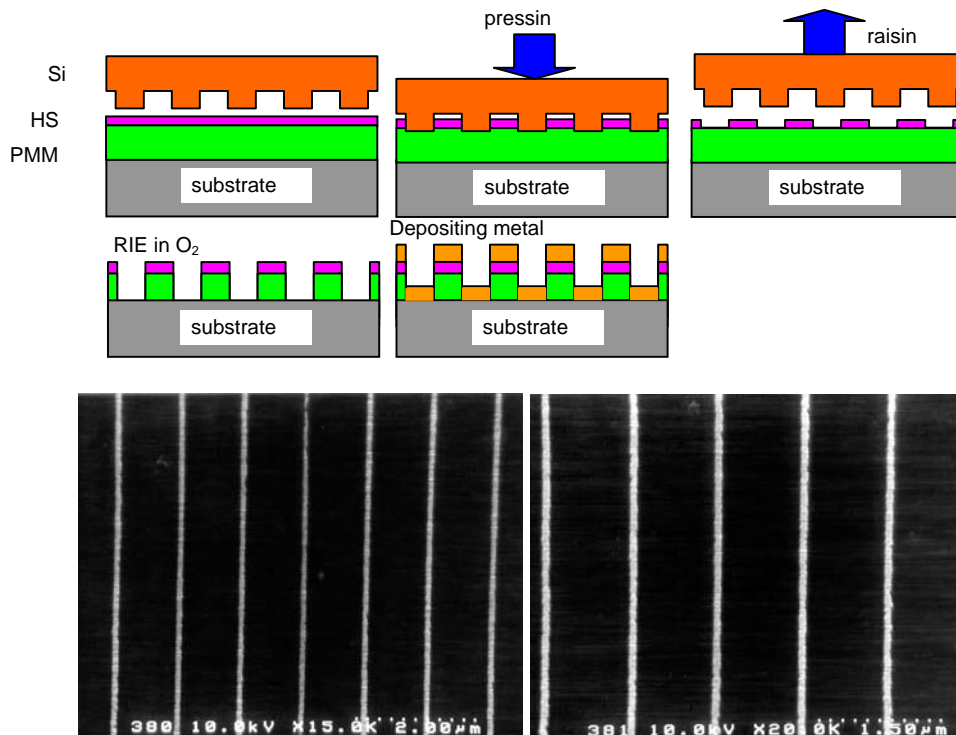 pressin
raisin
Si
HS
PMM
substrate
substrate
substrate
RIE in O₂
Depositing metal
substrate
substrate
380 10.0kV X15.0K 2.00µm
381 10.0kV X20.0K 1.50µm